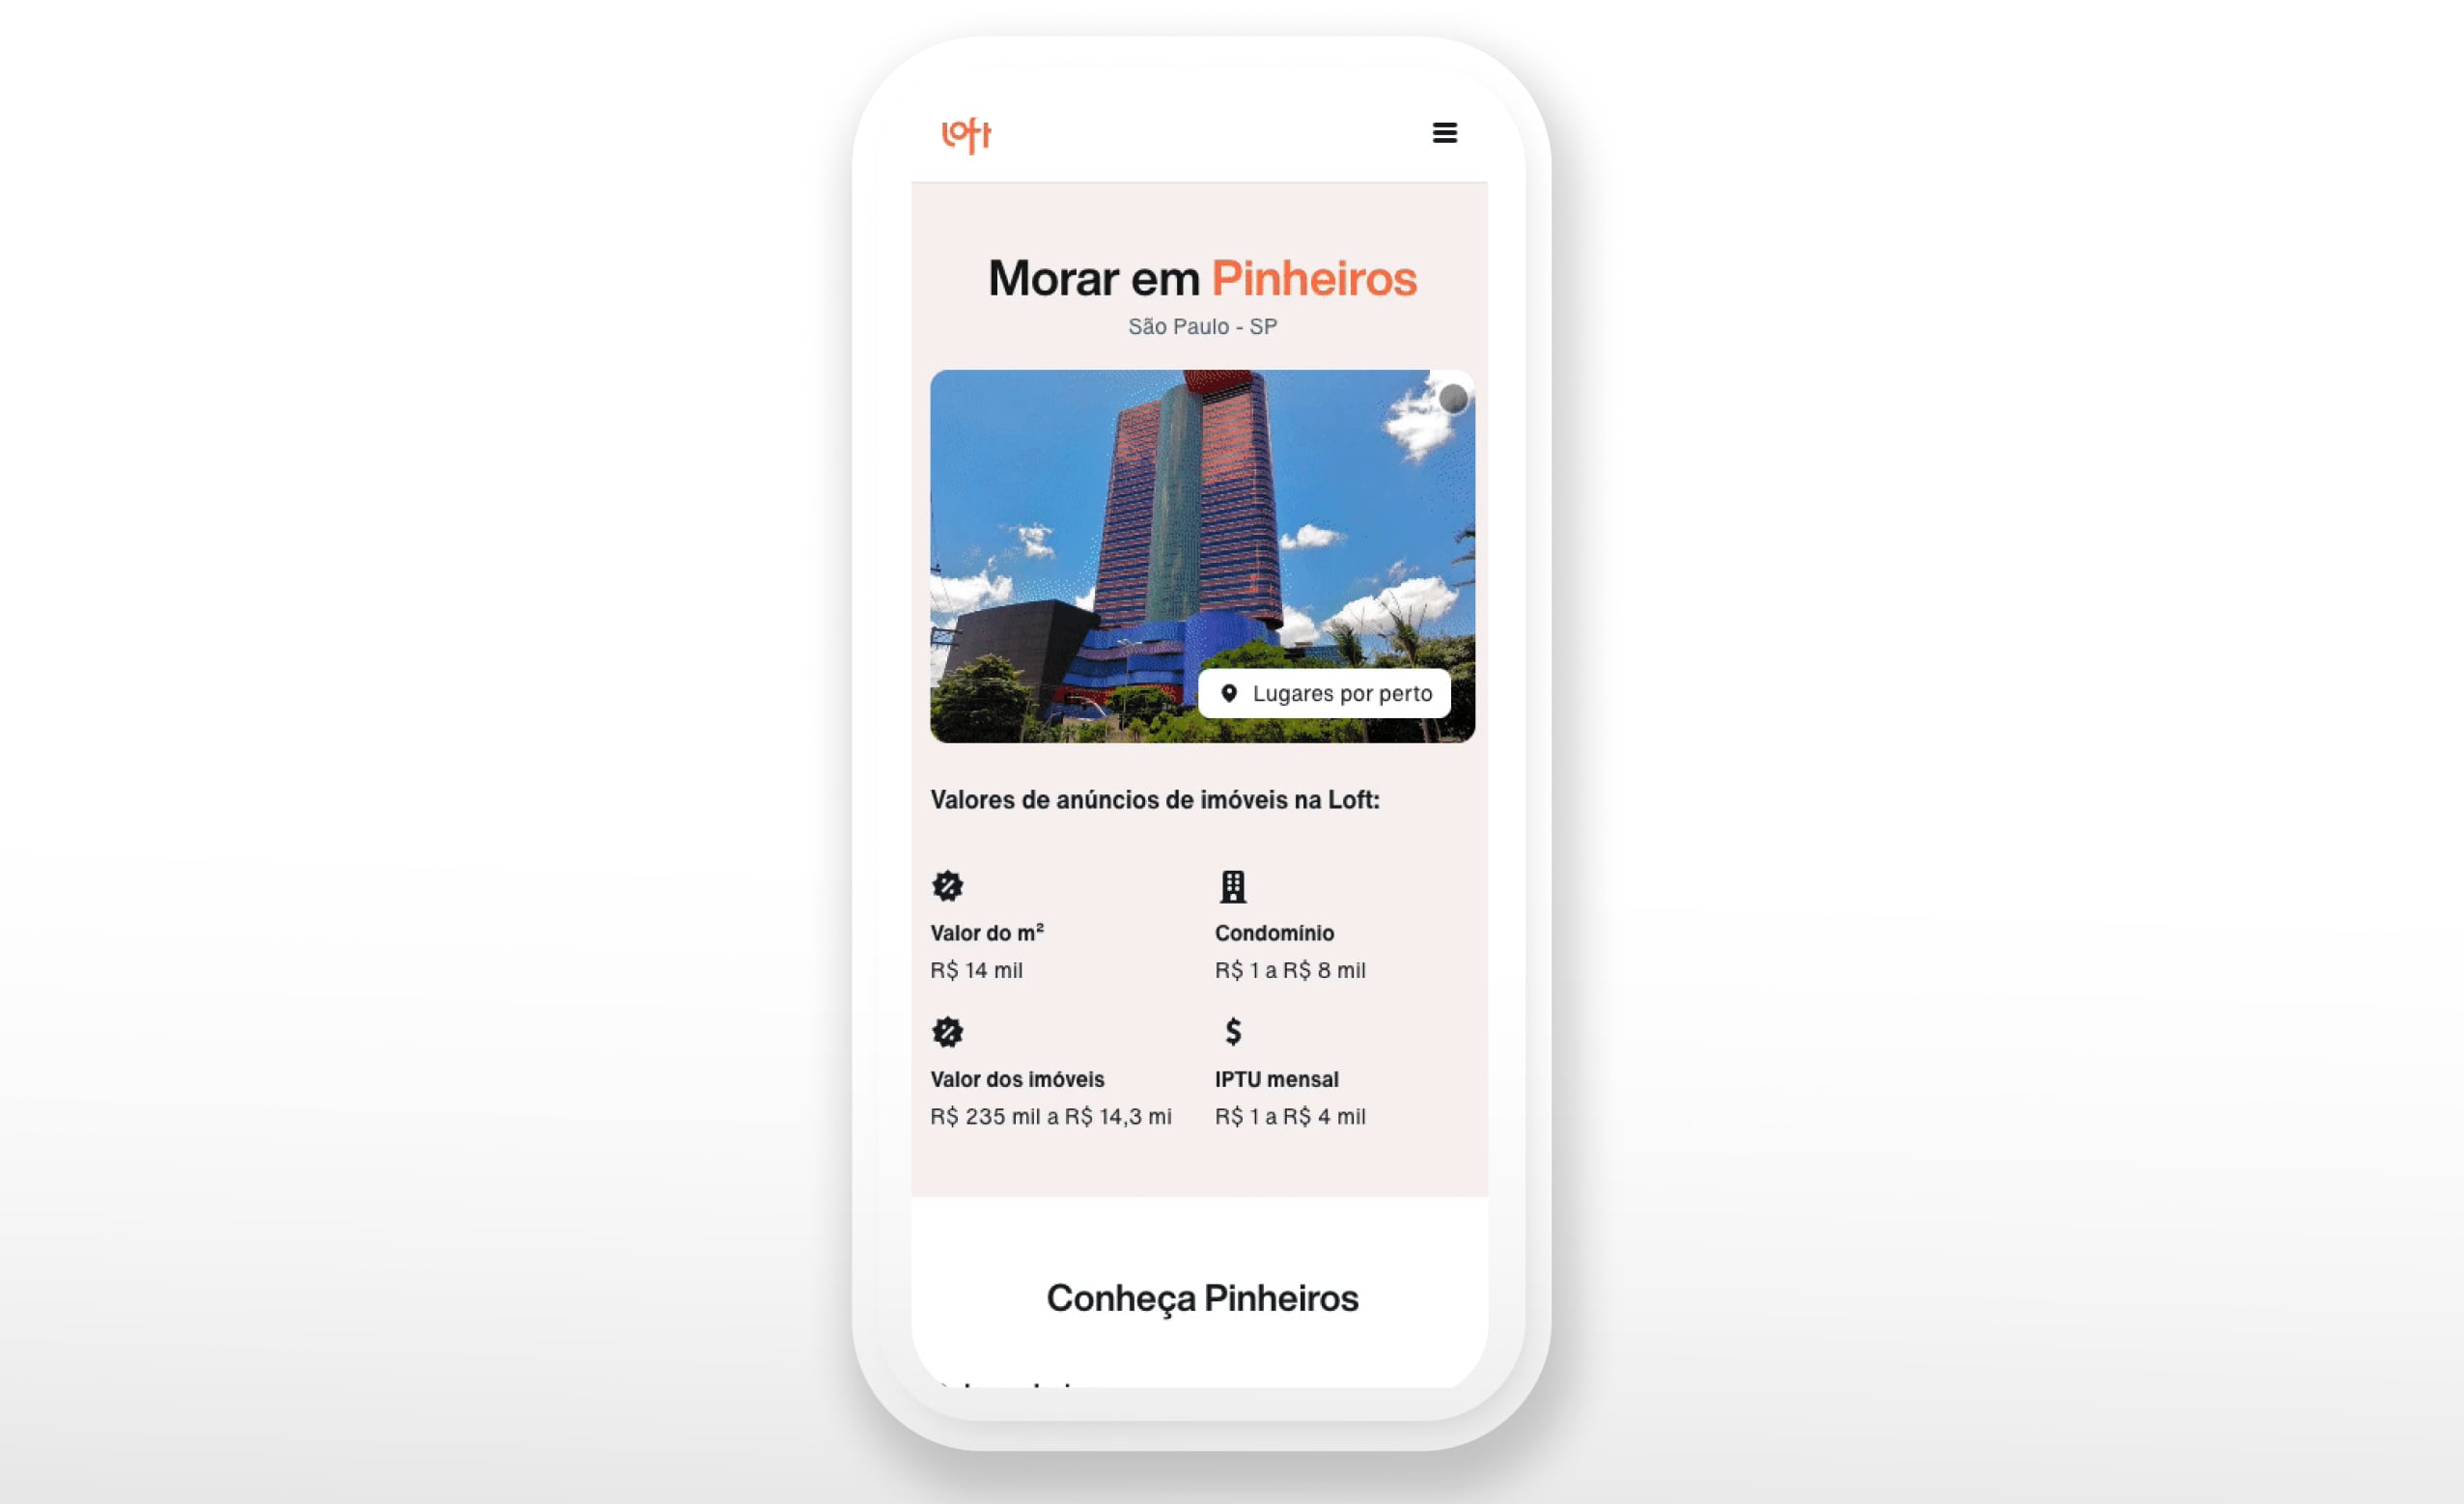 Loft
Morar em Pinheiros
São Paulo - SP
Lugares por perto
Valores de anúncios de imóveis na Loft:
Valor do m²
R$ 14 mil
Condomínio
R$ 1 a R$ 8 mil
Valor dos imóveis
R$ 235 mil a R$ 14,3 mi
IPTU mensal
R$ 1 a R$ 4 mil
Conheça Pinheiros